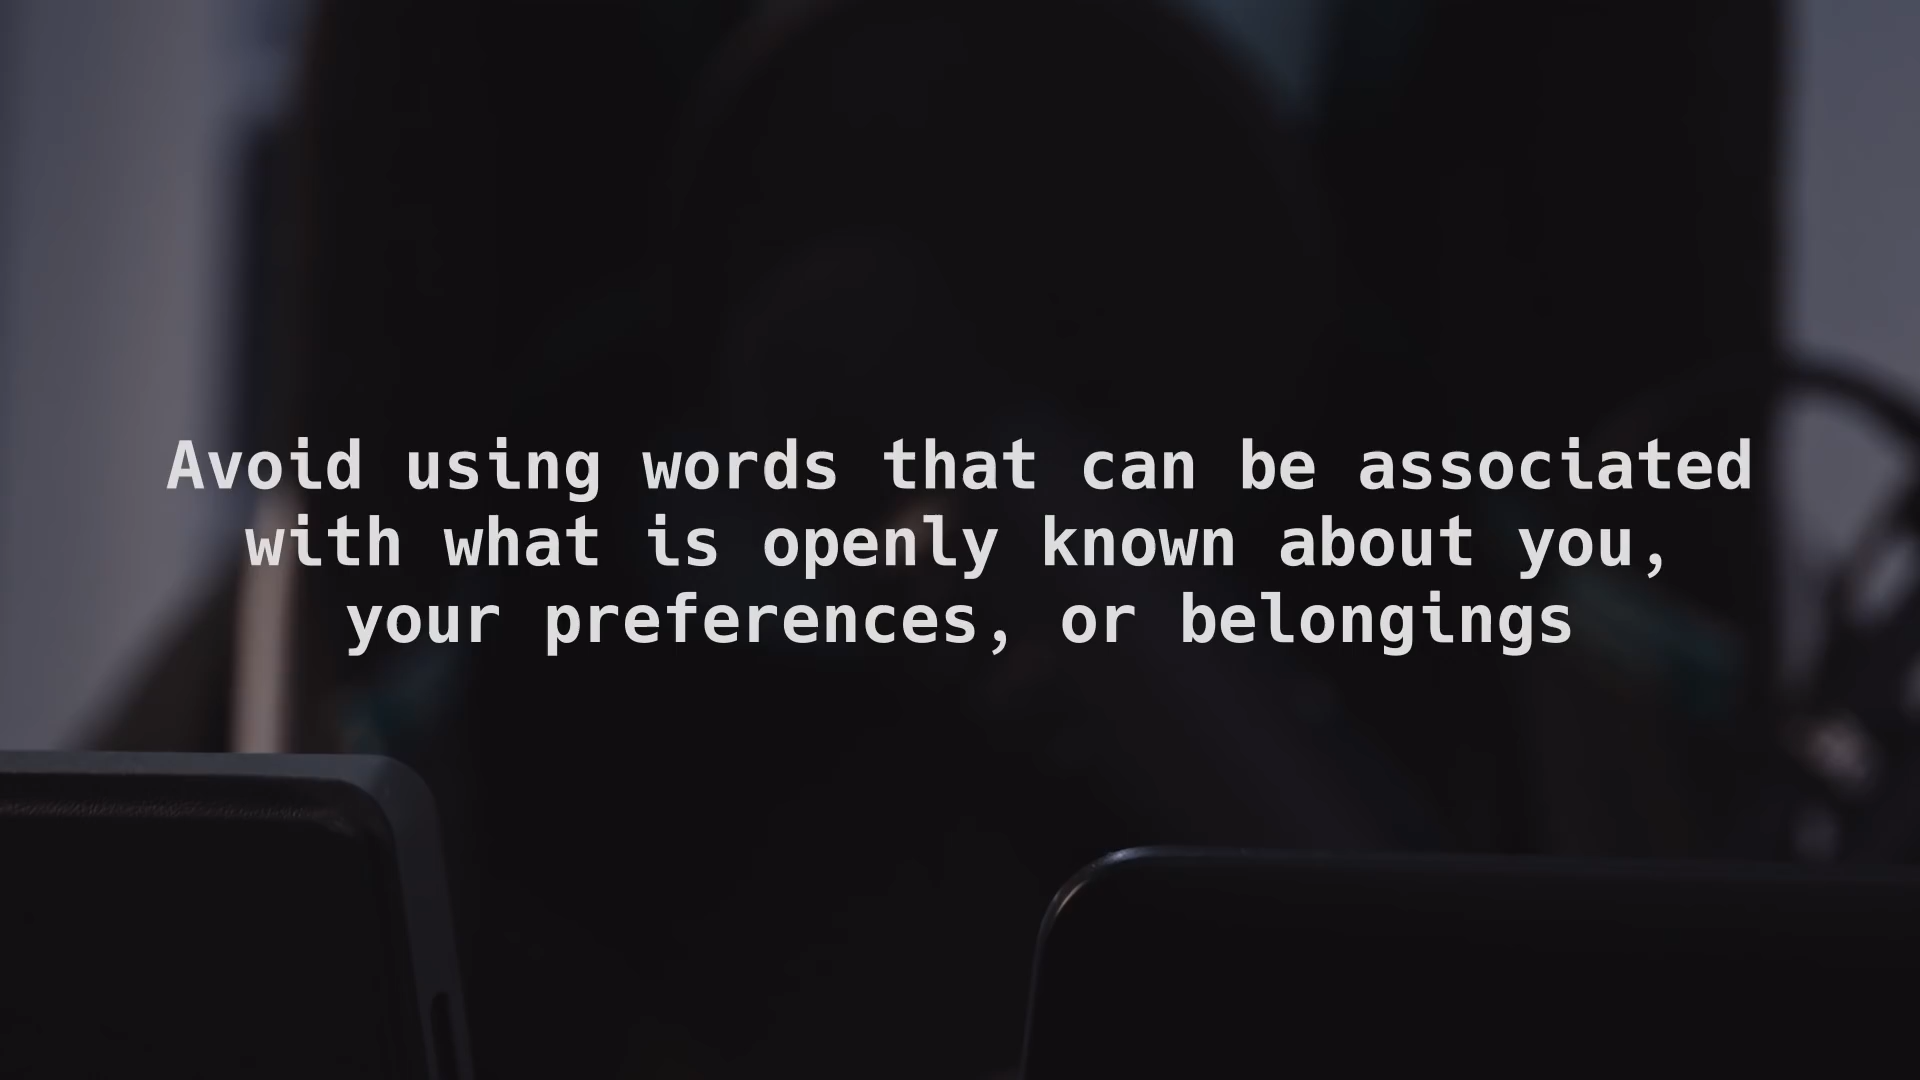 Avoid using words that can be associated
with what is openly known about you,
your preferences, or belongings